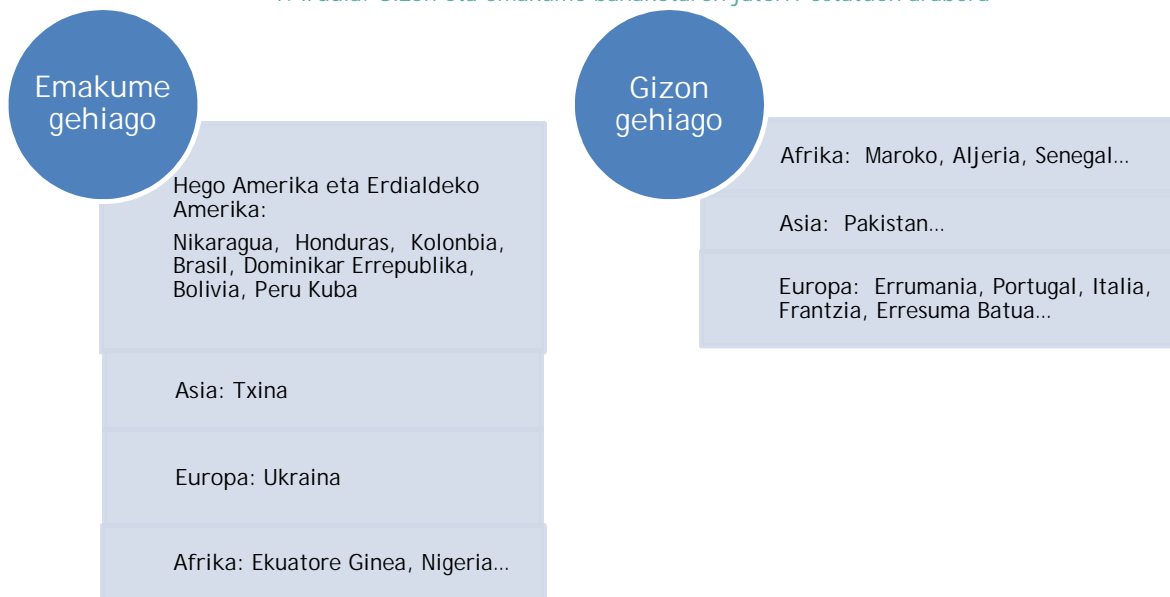 Emakume
gehiago
Hego Amerika eta Erdialdeko
Amerika:
Nikaragua, Honduras, Kolonbia,
Brasil, Dominikar Errepublika,
Bolivia, Peru Kuba
Asia: Txina
Europa: Ukraina
Afrika: Ekuatore Ginea, Nigeria...
Gizon
gehiago
Afrika: Maroko, Aljeria, Senegal...
Asia: Pakistan...
Europa: Errumania, Portugal, Italia,
Frantzia, Erresuma Batua...